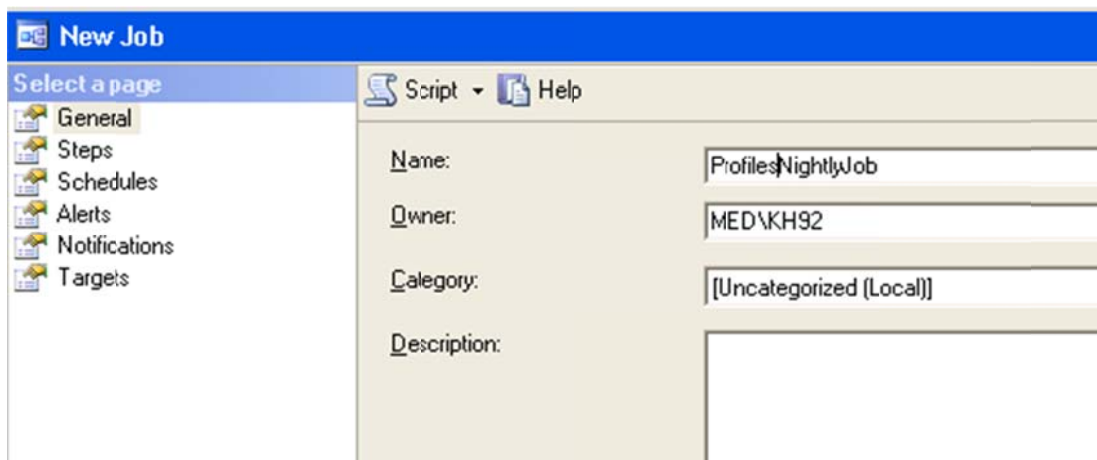 New Job
Select a page
General
Steps
Schedules
Alerts
Notifications
Targets
Script Help
Name:
ProfilesNightlyJob
Owner:
MED\KH92
Category:
[Uncategorized (Local)]
Description: